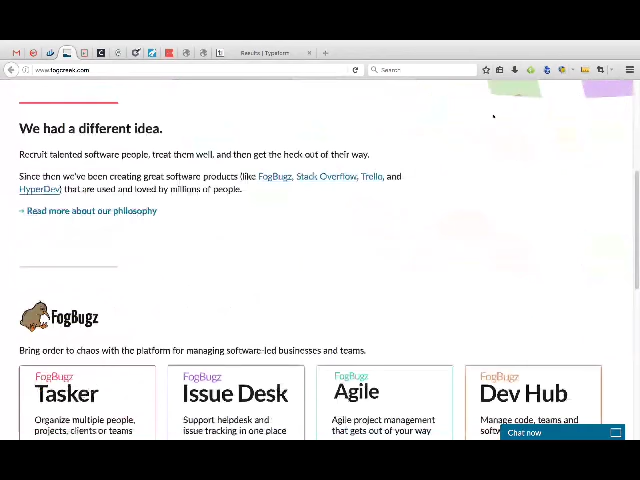 Results | Typeform
www.fogcreek.com
Search
We had a different idea.
Recruit talented software people, treat them well, and then get the heck out of their way.
Since then we've been creating great software products (like FogBugz, Stack Overflow, Trello, and
HyperDev) that are used and loved by millions of people.
→ Read more about our philosophy
FogBugz
Bring order to chaos with the platform for managing software-led businesses and teams.
FogBugz
Tasker
Organize multiple people,
projects, clients or teams
FogBugz
Issue Desk
Support helpdesk and
issue tracking in one place
FogBugz
Agile
Agile project management
that gets out of your way
FogBugz
Dev Hub
Manage code, teams and
Chat now